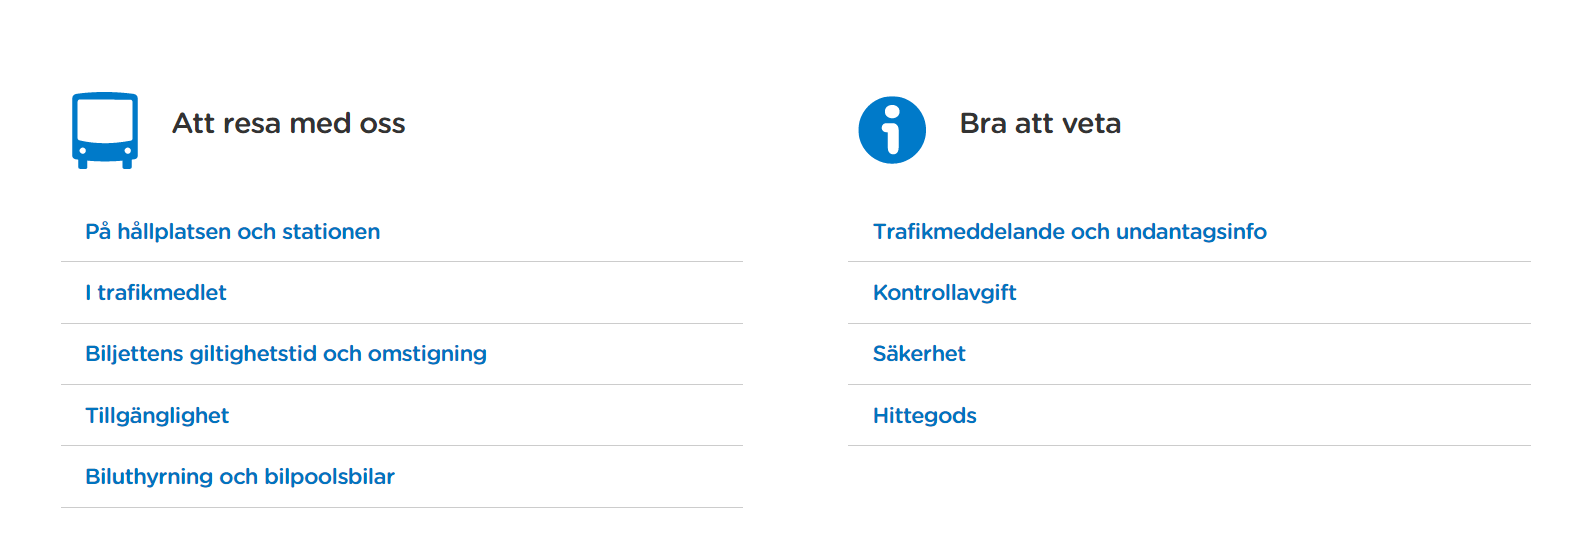 Att resa med oss
På hållplatsen och stationen
I trafikmedlet
Biljettens giltighetstid och omstigning
Tillgänglighet
Biluthyrning och bilpoolsbilar
Bra att veta
Trafikmeddelande och undantagsinfo
Kontrollavgift
Säkerhet
Hittegods